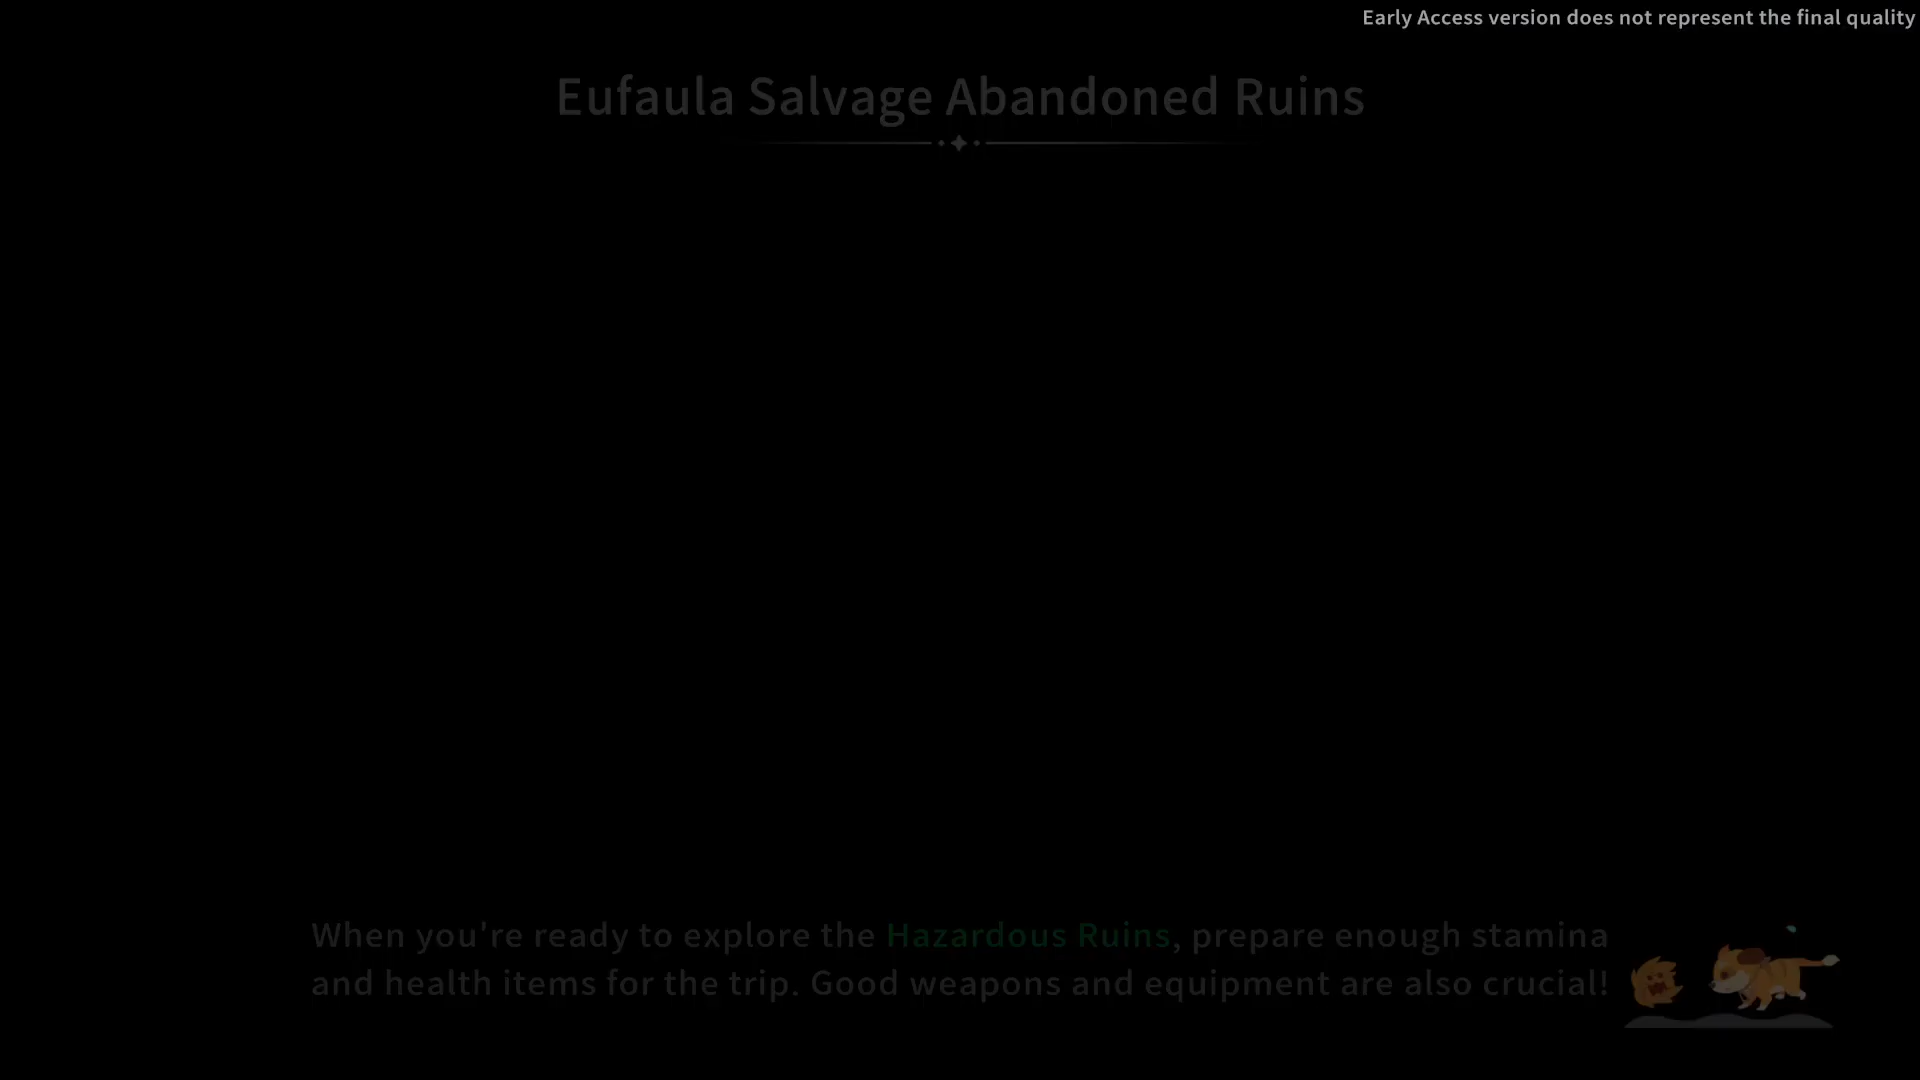 Early Access version does not represent the final quality
Eufaula Salvage Abandoned Ruins
When you're ready to explore the Hazardous Ruins, prepare enough stamina
and health items for the trip. Good weapons and equipment are also crucial!